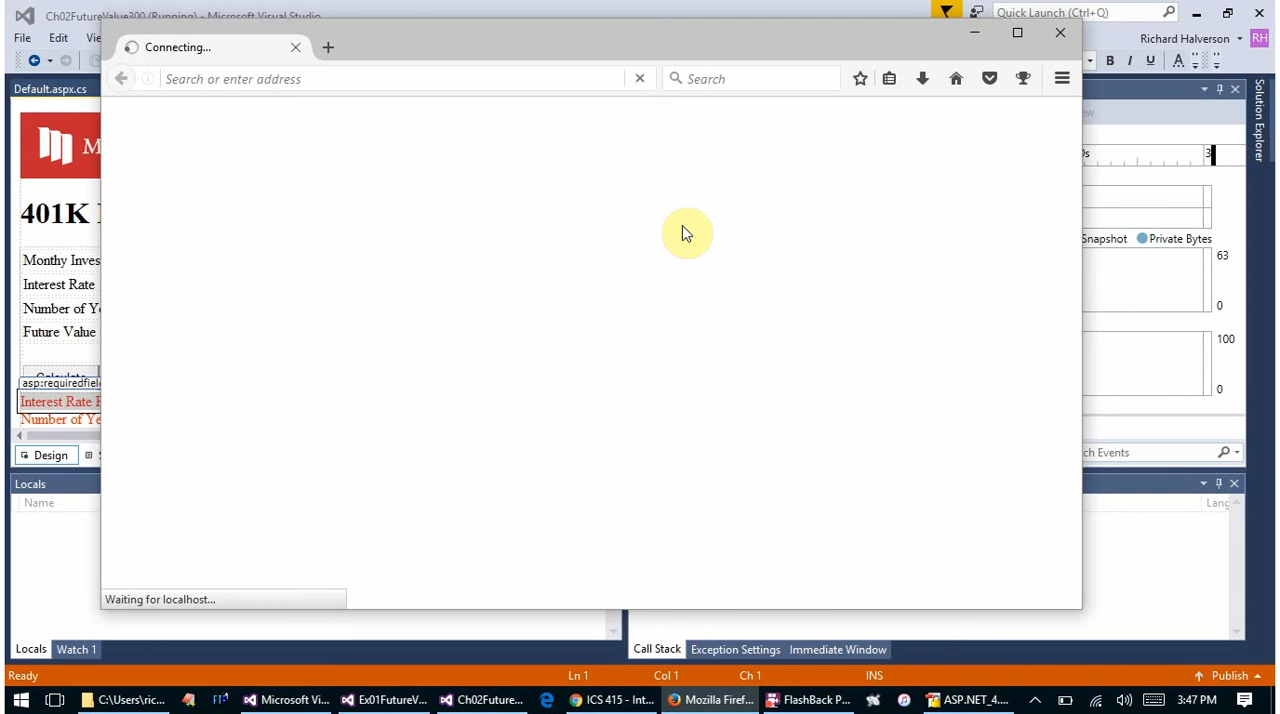 Ch02FutureValue300 (Running) - Microsoft Visual Studio
Quick Launch (Ctrl+Q)
File Edit
Richard Halverson RH
Connecting...
Search or enter address
Search
B I U A
Default.aspx.cs
M
401K
Monthy Inves
Interest Rate
Number of Ye
Future Value
Calculate
asp:requiredfiel
Interest Rate R
Number of Ye
Design
Solution Explorer
0s 3
Snapshot Private Bytes
63
0
100
0
ch Events
Locals
Name
Lang
Waiting for localhost...
Locals Watch 1
Call Stack Exception Settings Immediate Window
Ready Ln 1 Col 1 Ch 1 INS Publish
C:\Users\ric... Microsoft Vi... Ex01FutureV... Ch02Future... ICS 415 - Int... Mozilla Firef... FlashBack P... ASP.NET_4.... 3:47 PM